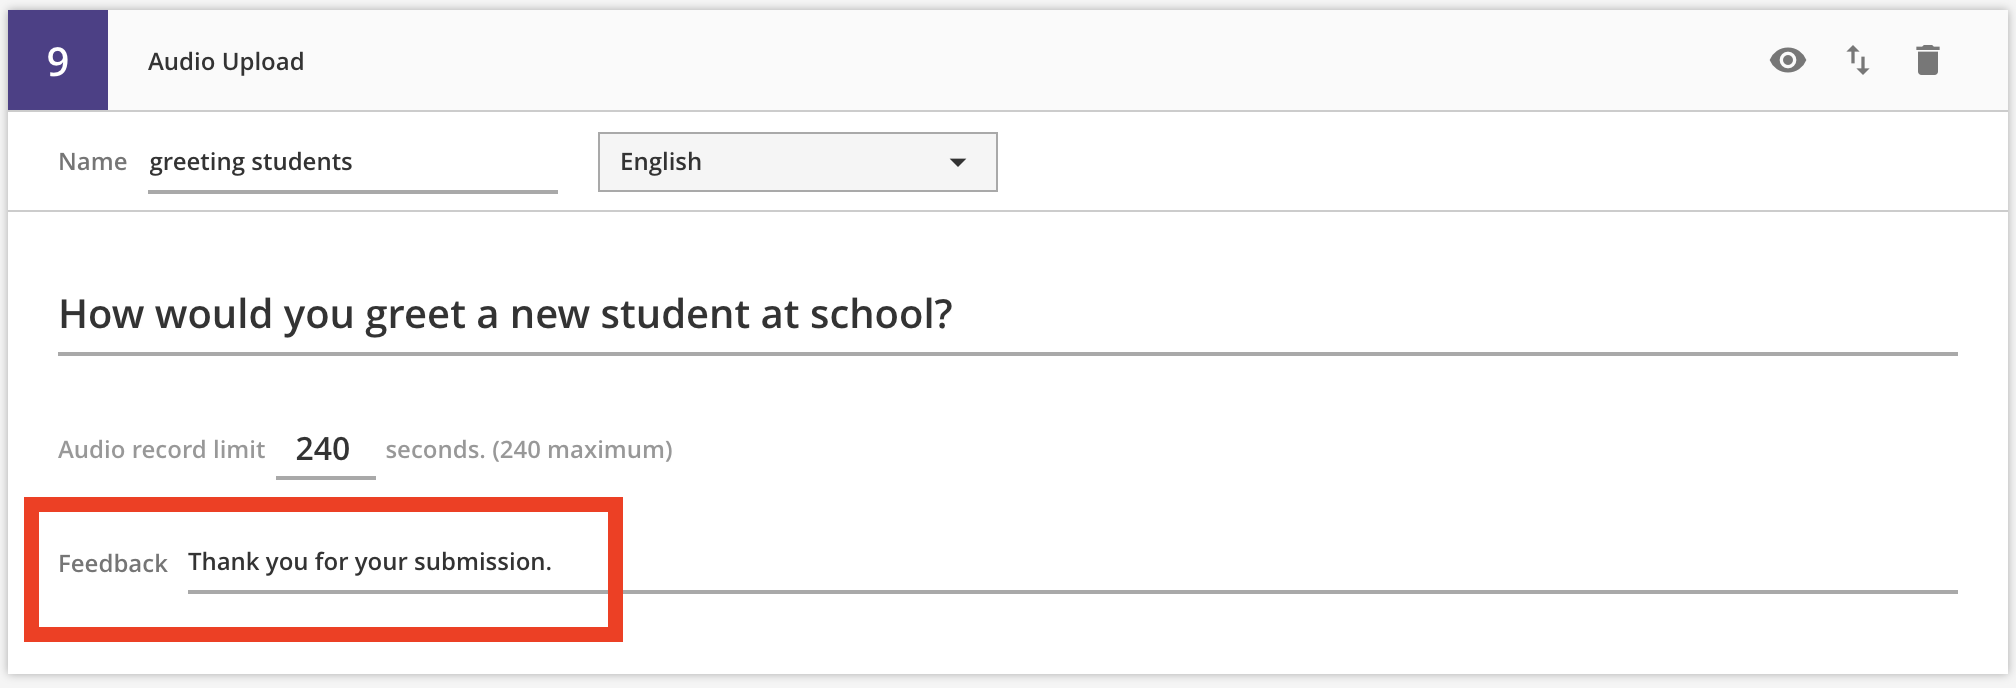 9 Audio Upload
Name greeting students English
How would you greet a new student at school?
Audio record limit 240 seconds. (240 maximum)
Feedback Thank you for your submission.